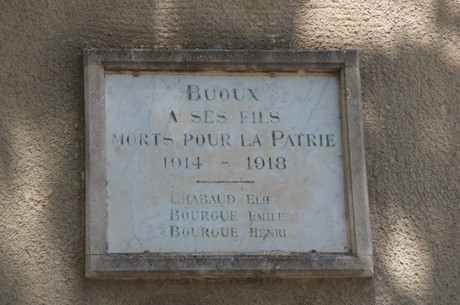 BUOUX
A SES FILS
MORTS POUR LA PATRIE
1914 - 1918
CHABAUD ELIE
BOURGUE EMILE
BOURGUE HENRI